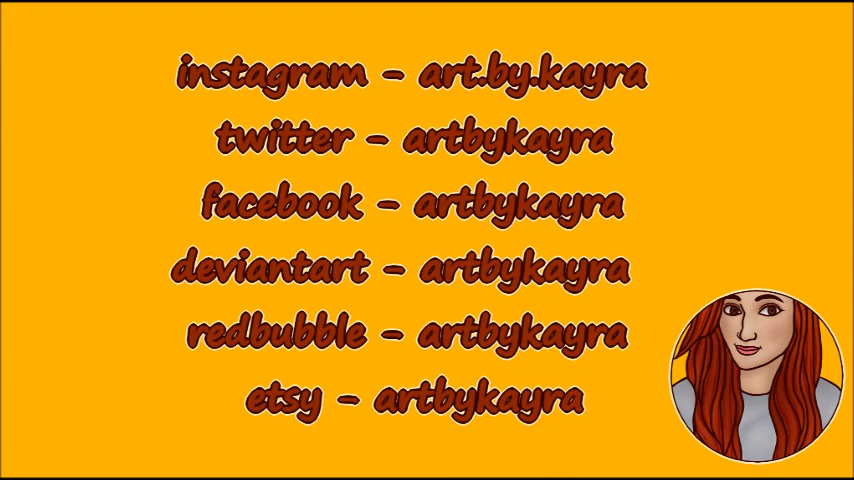 instagram - art.by.kayra
twitter - artbykayra
facebook - artbykayra
deviantart - artbykayra
redbubble - artbykayra
etsy - artbykayra